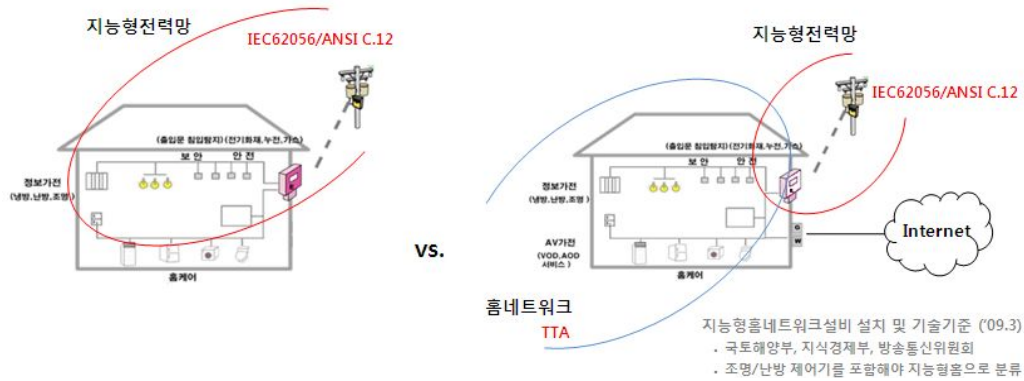 지능형전력망
IEC62056/ANSI C.12
(출입문 침입탐지)(전기화재,누전,가스)
보 안 안 전
정보가전
(냉방,난방,조명)
홈케어
vs.
지능형전력망
IEC62056/ANSI C.12
(출입문 침입탐지)(전기화재,누전,가스)
보 안 안 전
정보가전
(냉방,난방,조명)
AV가전
(VOD,AOD
서비스 )
홈케어
G
W
Internet
홈네트워크
TTA
지능형홈네트워크설비 설치 및 기술기준 ('09.3)
• 국토해양부, 지식경제부, 방송통신위원회
• 조명/난방 제어기를 포함해야 지능형홈으로 분류